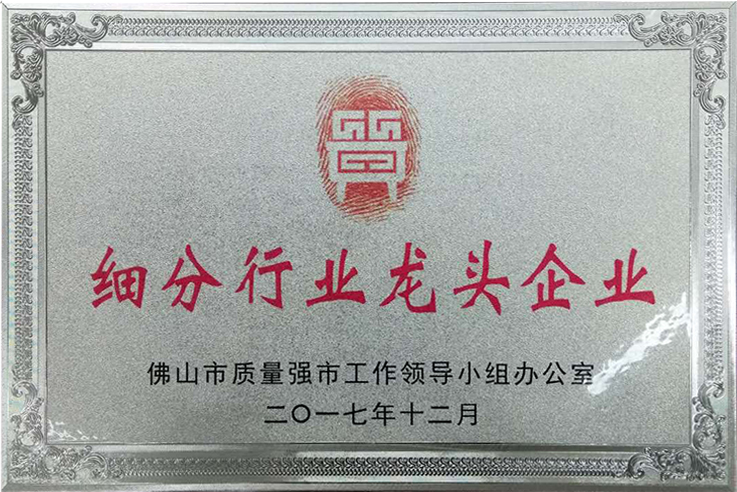 質
细分行业龙头企业
佛山市质量强市工作领导小组办公室
二〇一七年十二月